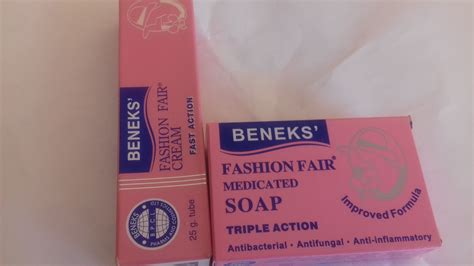 BENEKS'
FASHION FAIR®
CREAM
FAST ACTION
BENEKS
S.P.C.L.
25 g. tube
BENEKS'
FASHION FAIR®
MEDICATED
SOAP
Improved Formula
TRIPLE ACTION
Antibacterial • Antifungal • Anti-inflammatory